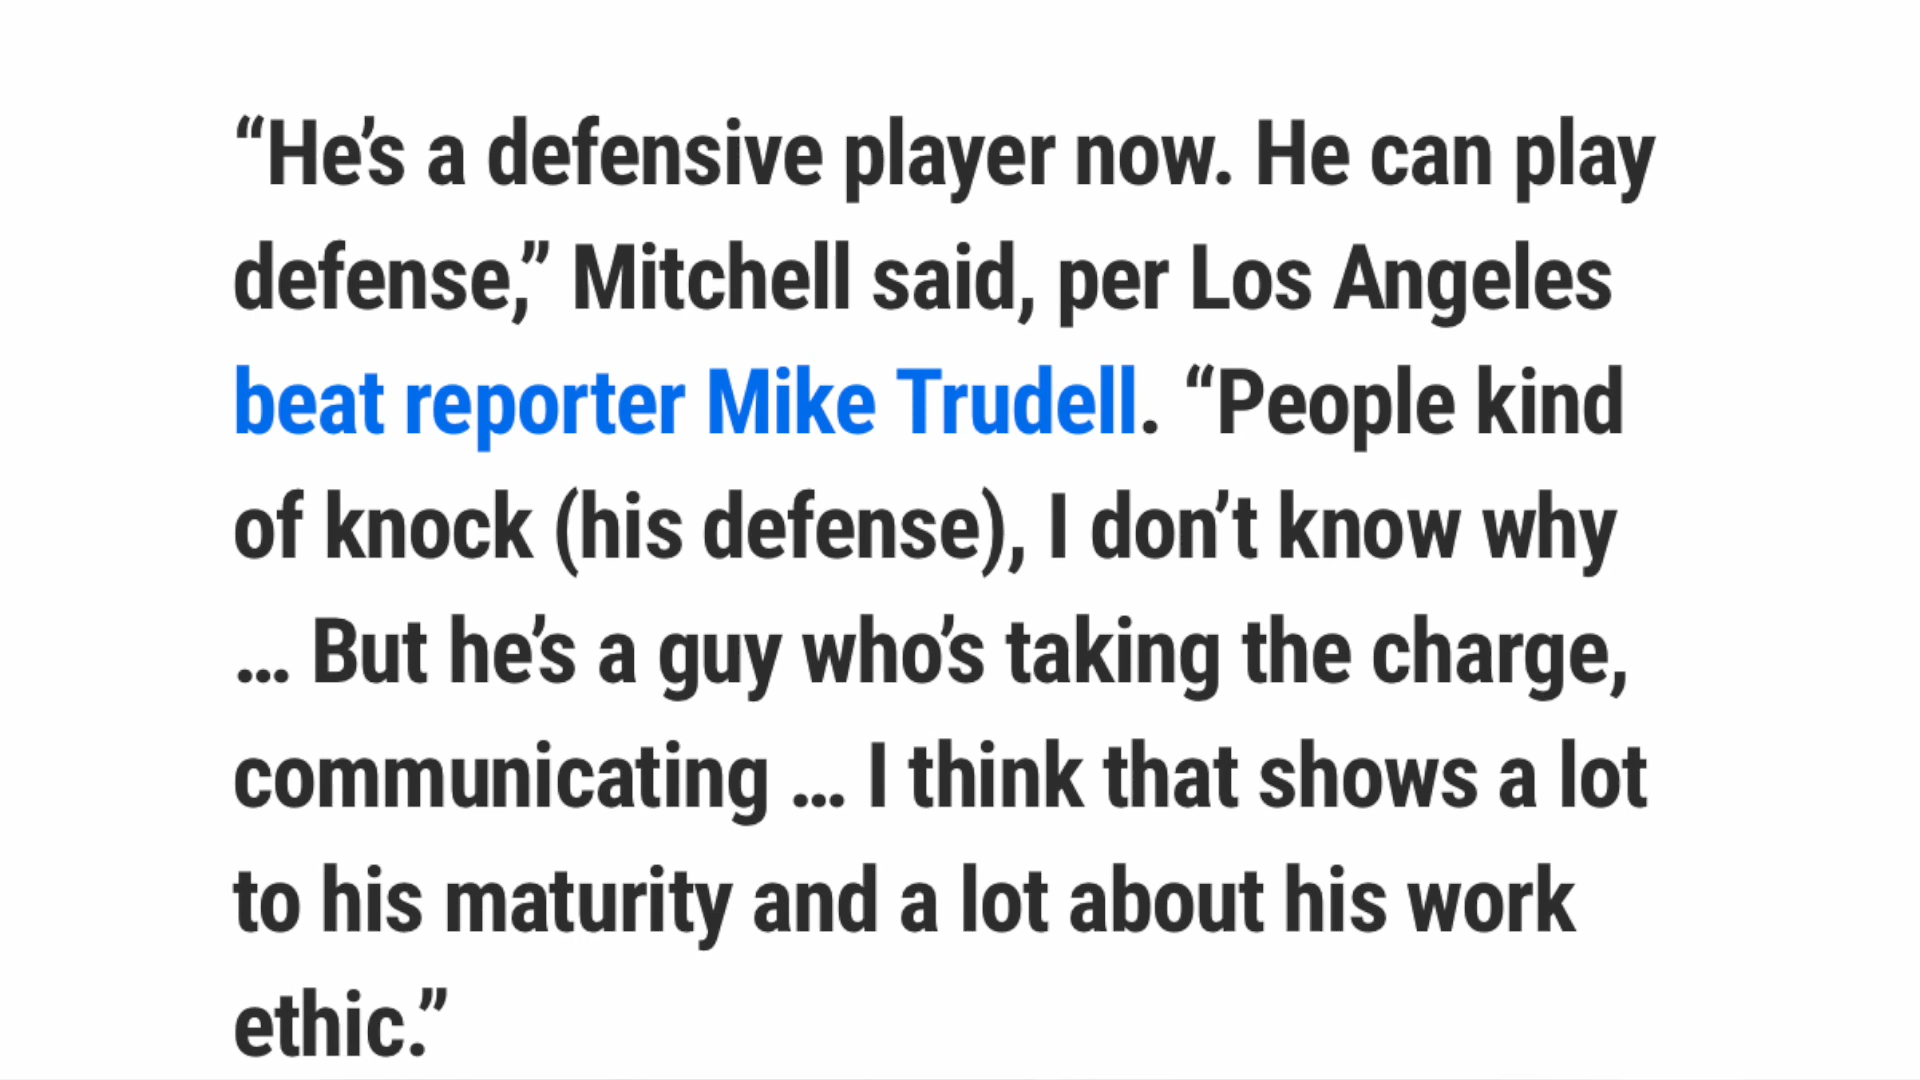 “He’s a defensive player now. He can play
defense,” Mitchell said, per Los Angeles
beat reporter Mike Trudell. “People kind
of knock (his defense), I don’t know why
… But he’s a guy who’s taking the charge,
communicating … I think that shows a lot
to his maturity and a lot about his work
ethic.”